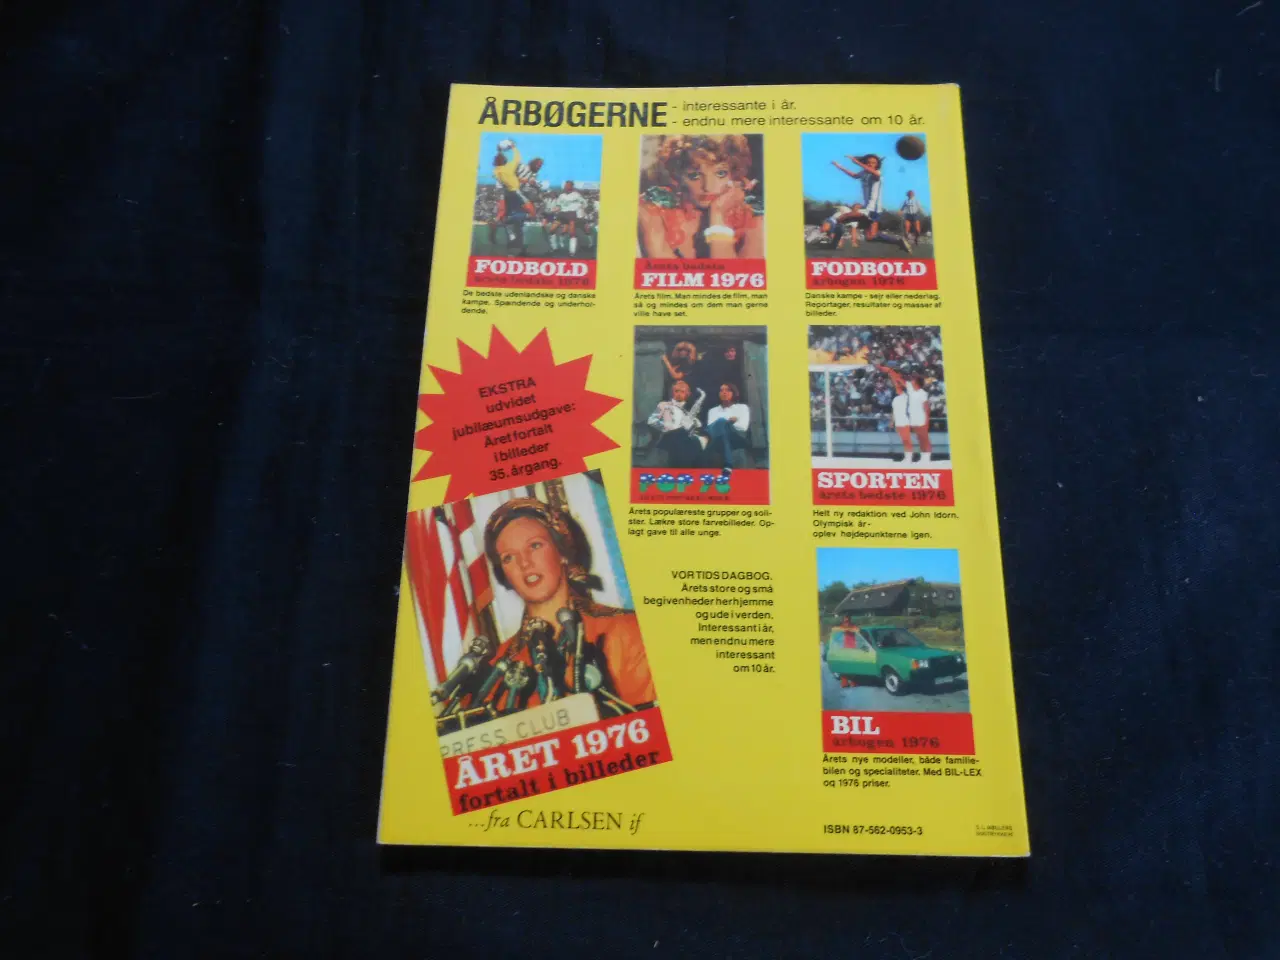 ÅRBØGERNE - interessante i år.
- endnu mere interessante om 10 år.
FODBOLD
årets bedste 1976
De bedste udenlandske og danske
kampe. Spændende og underhol-
dende.
Årets bedste
FILM 1976
Årets film. Man mindes de film, man
så og mindes om dem man gerne
ville have set.
FODBOLD
årbogen 1976
Danske kampe - sejr eller nederlag.
Reportager, resultater og masser af
billeder.
EKSTRA
udvidet
jubilæumsudgave:
Året fortalt
i billeder
35. årgang.
POP 76
Årets populæreste grupper og soli-
ster. Lækre store farvebilleder. Op-
lagt gave til alle unge.
SPORTEN
årets bedste 1976
Helt ny redaktion ved John Idorn.
Olympisk år -
oplev højdepunkterne igen.
PRESS CLUB
ÅRET 1976
fortalt i billeder
VOR TIDS DAGBOG.
Årets store og små
begivenheder herhjemme
og ude i verden.
Interessant i år,
men endnu mere
interessant
om 10 år.
BIL
årbogen 1976
Årets nye modeller, både familie-
bilen og specialiteter. Med BIL-LEX
og 1976 priser.
...fra CARLSEN if
ISBN 87-562-0953-3